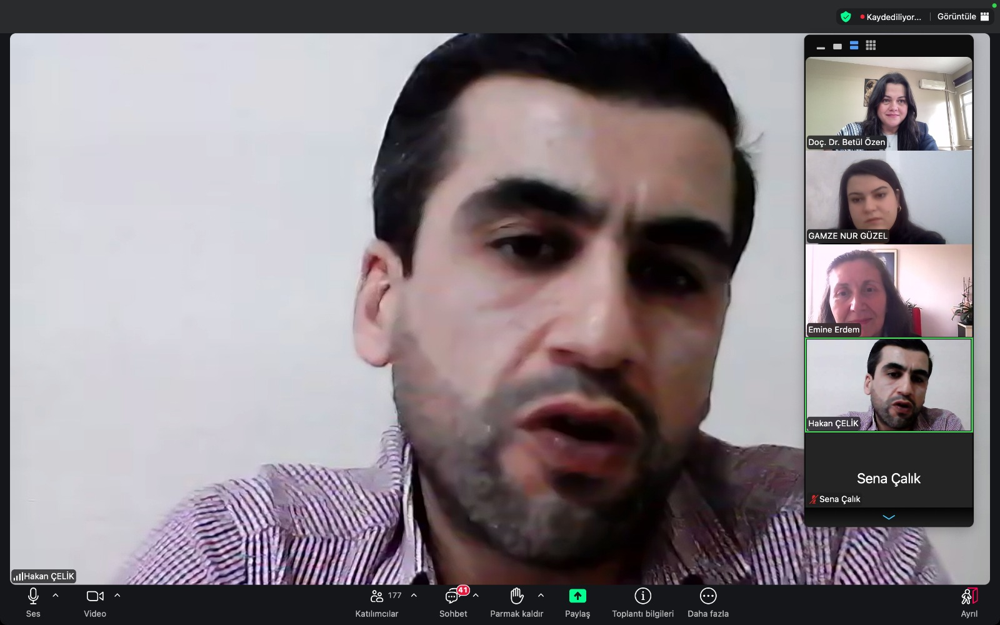 Kaydediliyor...
Görüntüle
Doç. Dr. Betül Özen
GAMZE NUR GÜZEL
Emine Erdem
Hakan ÇELİK
Sena Çalık
Sena Çalık
Hakan ÇELİK
Ses
Video
177
Katılımcılar
41
Sohbet
Parmak kaldır
Paylaş
Toplantı bilgileri
Daha fazla
Ayrıl